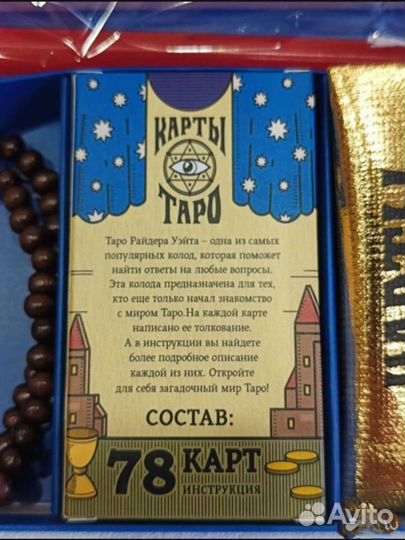 КАРТЫ
ТАРО
Таро Райдера Уэйта – одна из самых
популярных колод, которая поможет
найти ответы на любые вопросы.
Эта колода предназначена для тех,
кто еще только начал знакомство
с миром Таро.На каждой карте
написано ее толкование.
А в инструкции вы найдете
более подробное описание
каждой из них. Откройте
для себя загадочный мир Таро!
СОСТАВ:
78 КАРТ
ИНСТРУКЦИЯ
Avito